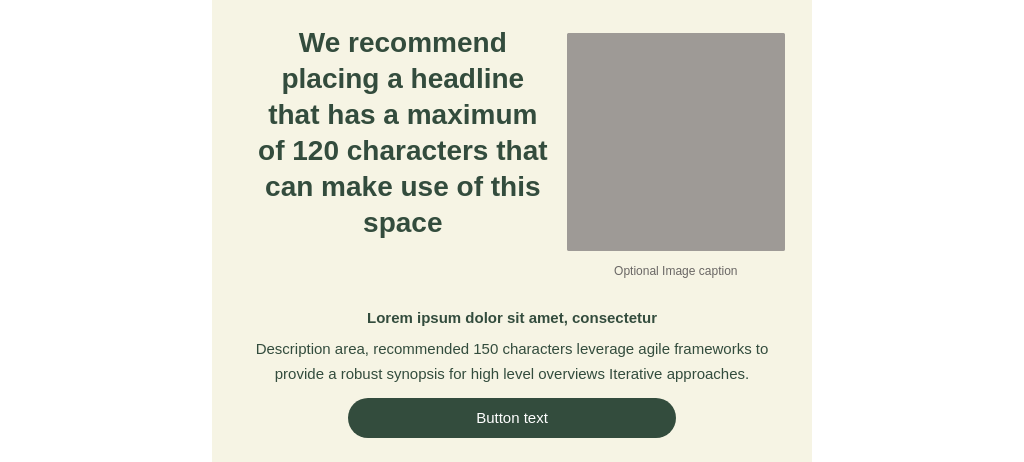 We recommend
placing a headline
that has a maximum
of 120 characters that
can make use of this
space
Optional Image caption
Lorem ipsum dolor sit amet, consectetur
Description area, recommended 150 characters leverage agile frameworks to
provide a robust synopsis for high level overviews Iterative approaches.
Button text